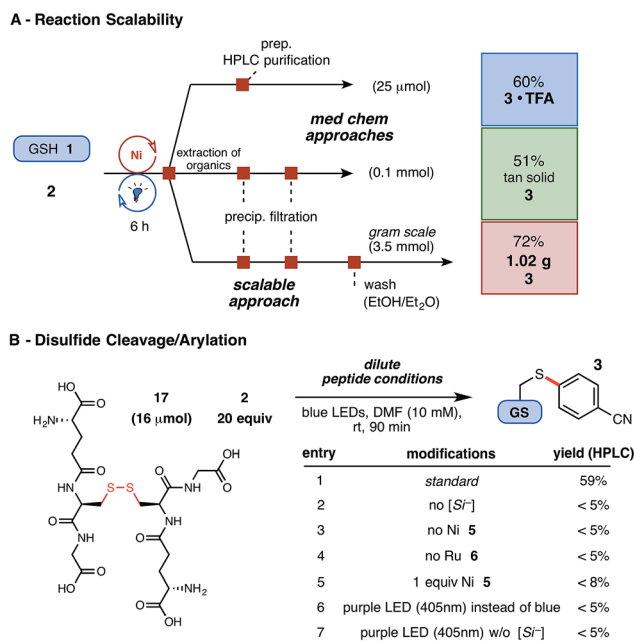 A - Reaction Scalability
prep.
HPLC purification
(25 μmol)
60%
3 • TFA
med chem
approaches
GSH 1
Ni
2
6 h
extraction of
organics
(0.1 mmol)
51%
tan solid
3
precip. filtration
gram scale
(3.5 mmol)
72%
1.02 g
3
scalable
approach
wash
(EtOH/Et2O)
B - Disulfide Cleavage/Arylation
17
(16 μmol)
2
20 equiv
dilute
peptide conditions
blue LEDs, DMF (10 mM),
rt, 90 min
3
S
GS
CN
HO
O
H2N
O
HN
S–S
O
NH
O
HO
O
NH
OH
O
NH
O
NH2
O
OH
entry modifications yield (HPLC)
1 standard 59%
2 no [Si–] < 5%
3 no Ni 5 < 5%
4 no Ru 6 < 5%
5 1 equiv Ni 5 < 8%
6 purple LED (405nm) instead of blue < 5%
7 purple LED (405nm) w/o [Si–] < 5%